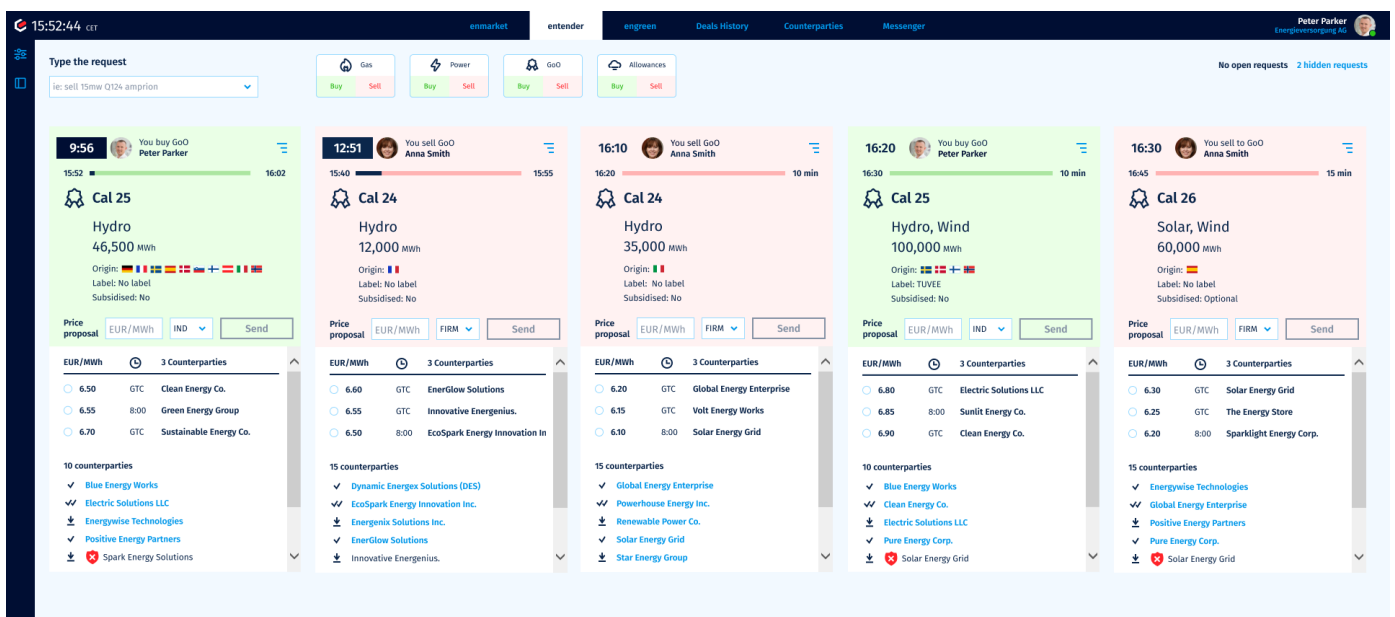 15:52:44 CET
enmarket
entender
engreen
Deals History
Counterparties
Messenger
Peter Parker
Energieversorgung AG
Type the request
ie: sell 15mw Q124 amprion
Gas
Buy Sell
Power
Buy Sell
GoO
Buy Sell
Allowances
Buy Sell
No open requests 2 hidden requests
9:56
You buy GoO
Peter Parker
15:52 16:02
Cal 25
Hydro
46,500 MWh
Origin:
Label: No label
Subsidised: No
Price proposal EUR/MWh IND Send
EUR/MWh 3 Counterparties
6.50 GTC Clean Energy Co.
6.55 8:00 Green Energy Group
6.70 GTC Sustainable Energy Co.
10 counterparties
Blue Energy Works
Electric Solutions LLC
Energywise Technologies
Positive Energy Partners
Spark Energy Solutions
12:51
You sell GoO
Anna Smith
15:40 15:55
Cal 24
Hydro
12,000 MWh
Origin:
Label: No label
Subsidised: No
Price proposal EUR/MWh FIRM Send
EUR/MWh 3 Counterparties
6.60 GTC EnerGlow Solutions
6.55 GTC Innovative Energenius.
6.50 8:00 EcoSpark Energy Innovation In
15 counterparties
Dynamic Energex Solutions (DES)
EcoSpark Energy Innovation Inc.
Energenix Solutions Inc.
EnerGlow Solutions
Innovative Energenius.
16:10
You sell GoO
Anna Smith
16:20 10 min
Cal 24
Hydro
35,000 MWh
Origin:
Label: No label
Subsidised: No
Price proposal EUR/MWh FIRM Send
EUR/MWh 3 Counterparties
6.20 GTC Global Energy Enterprise
6.15 GTC Volt Energy Works
6.10 8:00 Solar Energy Grid
15 counterparties
Global Energy Enterprise
Powerhouse Energy Inc.
Renewable Power Co.
Solar Energy Grid
Star Energy Group
16:20
You buy GoO
Peter Parker
16:30 10 min
Cal 25
Hydro, Wind
100,000 MWh
Origin:
Label: TUVEE
Subsidised: No
Price proposal EUR/MWh IND Send
EUR/MWh 3 Counterparties
6.80 GTC Electric Solutions LLC
6.85 8:00 Sunlit Energy Co.
6.90 GTC Clean Energy Co.
10 counterparties
Blue Energy Works
Clean Energy Co.
Electric Solutions LLC
Pure Energy Corp.
Solar Energy Grid
16:30
You sell to GoO
Anna Smith
16:45 15 min
Cal 26
Solar, Wind
60,000 MWh
Origin:
Label: No label
Subsidised: Optional
Price proposal EUR/MWh FIRM Send
EUR/MWh 3 Counterparties
6.30 GTC Solar Energy Grid
6.25 GTC The Energy Store
6.20 8:00 Sparklight Energy Corp.
15 counterparties
Energywise Technologies
Global Energy Enterprise
Positive Energy Partners
Pure Energy Corp.
Solar Energy Grid